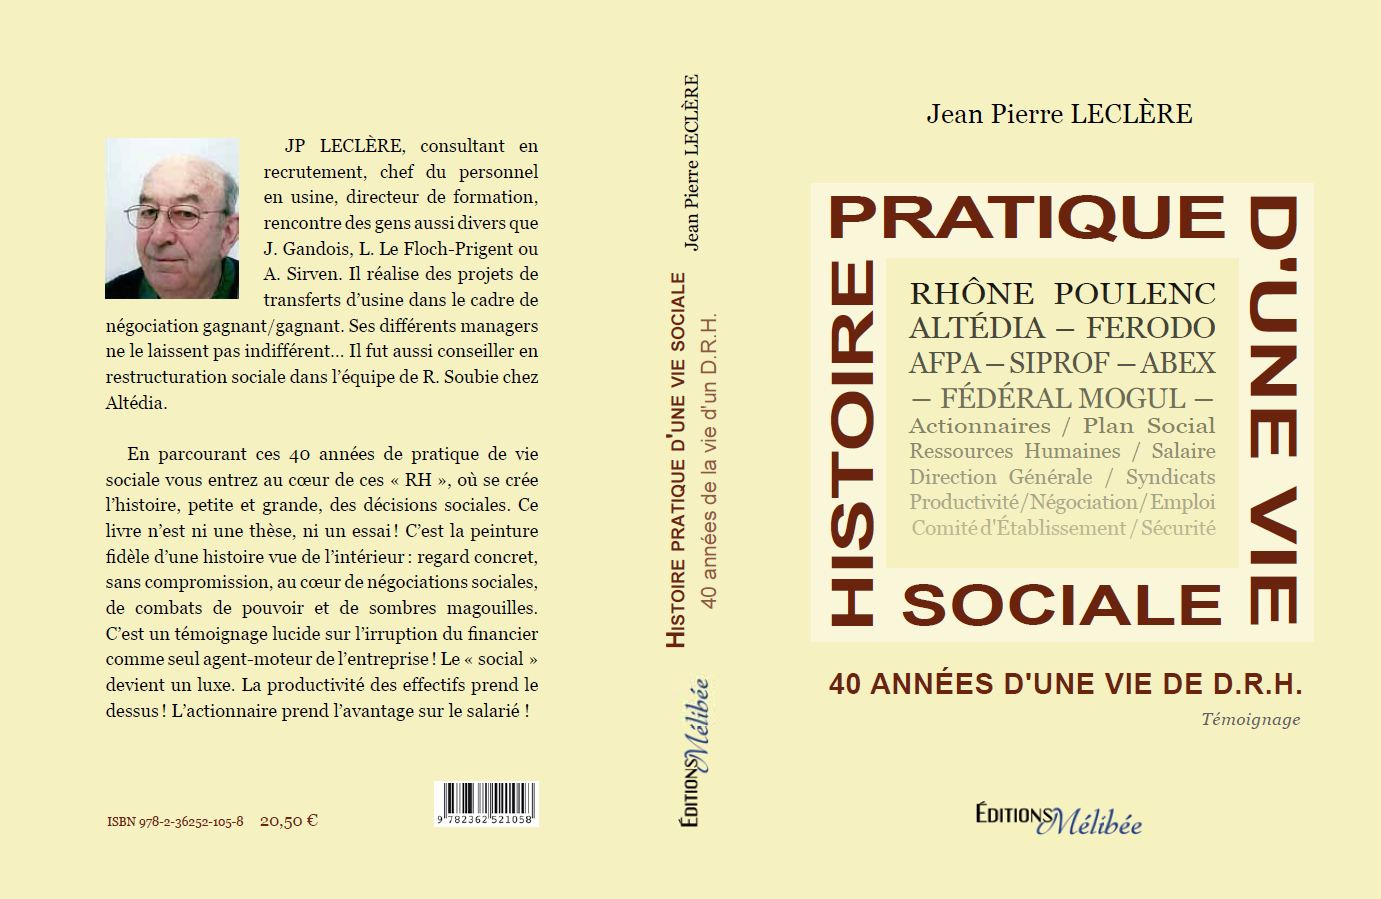 JP LECLÈRE, consultant en
recrutement, chef du personnel
en usine, directeur de formation,
rencontre des gens aussi divers que
J. Gandois, L. Le Floch-Prigent ou
A. Sirven. Il réalise des projets de
transferts d'usine dans le cadre de
négociation gagnant/gagnant. Ses différents managers
ne le laissent pas indifférent... Il fut aussi conseiller en
restructuration sociale dans l'équipe de R. Soubie chez
Altédia.
En parcourant ces 40 années de pratique de vie
sociale vous entrez au cœur de ces « RH », où se crée
l'histoire, petite et grande, des décisions sociales. Ce
livre n'est ni une thèse, ni un essai ! C'est la peinture
fidèle d'une histoire vue de l'intérieur : regard concret,
sans compromission, au cœur de négociations sociales,
de combats de pouvoir et de sombres magouilles.
C'est un témoignage lucide sur l'irruption du financier
comme seul agent-moteur de l'entreprise ! Le « social »
devient un luxe. La productivité des effectifs prend le
dessus ! L'actionnaire prend l'avantage sur le salarié !
ISBN 978-2-36252-105-8 20,50 €
9 782362 521058
Jean Pierre LECLÈRE
HISTOIRE PRATIQUE D'UNE VIE SOCIALE
40 années de la vie d'un D.R.H.
ÉDITIONS Mélibée
Jean Pierre LECLÈRE
HISTOIRE
PRATIQUE
D'UNE VIE
SOCIALE
RHÔNE POULENC
ALTÉDIA – FERODO
AFPA – SIPROF – ABEX
– FÉDÉRAL MOGUL –
Actionnaires / Plan Social
Ressources Humaines / Salaire
Direction Générale / Syndicats
Productivité / Négociation / Emploi
Comité d'Établissement / Sécurité
40 ANNÉES D'UNE VIE DE D.R.H.
Témoignage
ÉDITIONS Mélibée